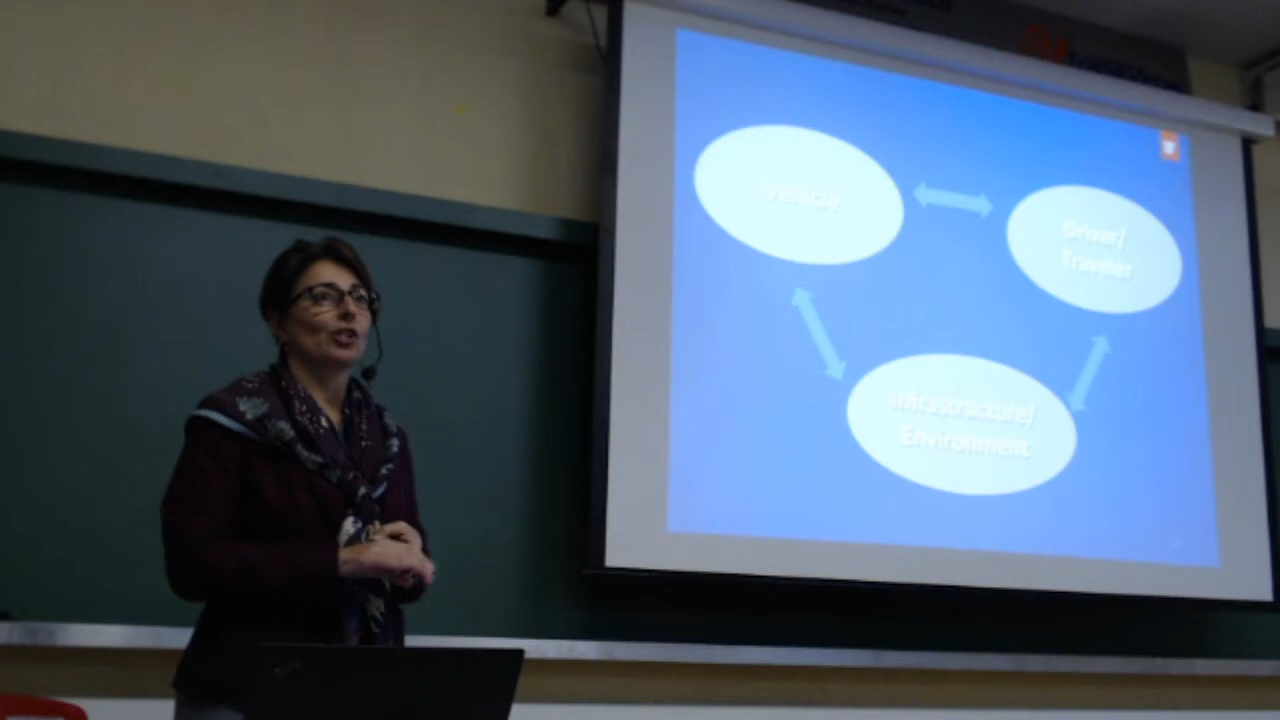 Vehicle
Driver/
Traveler
Infrastructure/
Environment